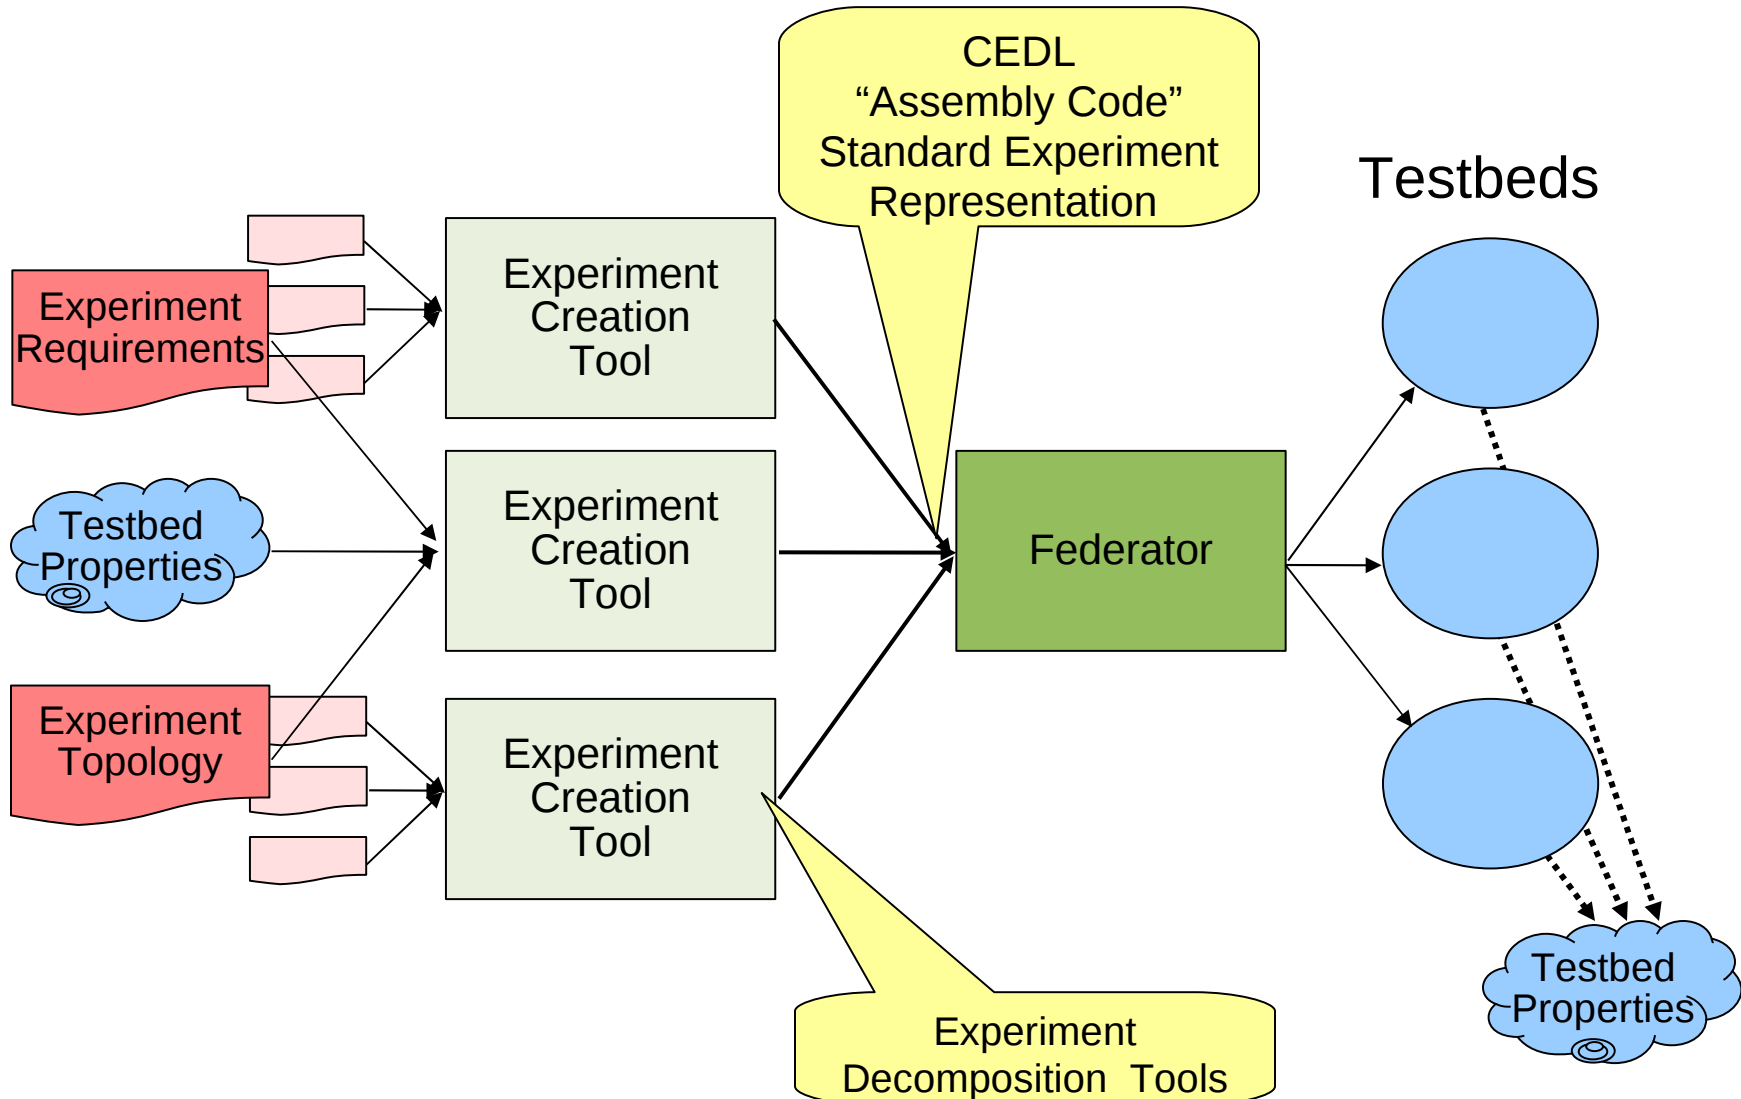 CEDL
“Assembly Code”
Standard Experiment
Representation
Testbeds
Experiment
Requirements
Experiment
Creation
Tool
Testbed
Properties
Experiment
Creation
Tool
Federator
Experiment
Topology
Experiment
Creation
Tool
Testbed
Properties
Experiment
Decomposition Tools